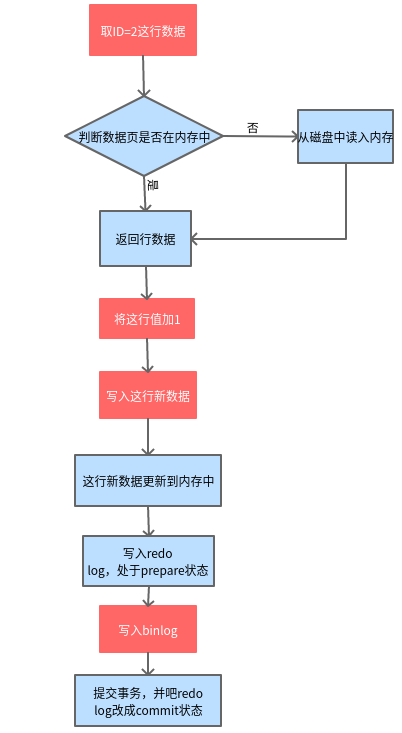 取ID=2这行数据
判断数据页是否在内存中
否
从磁盘中读入内存
是
返回行数据
将这行值加1
写入这行新数据
这行新数据更新到内存中
写入redo
log，处于prepare状态
写入binlog
提交事务，并吧redo
log改成commit状态